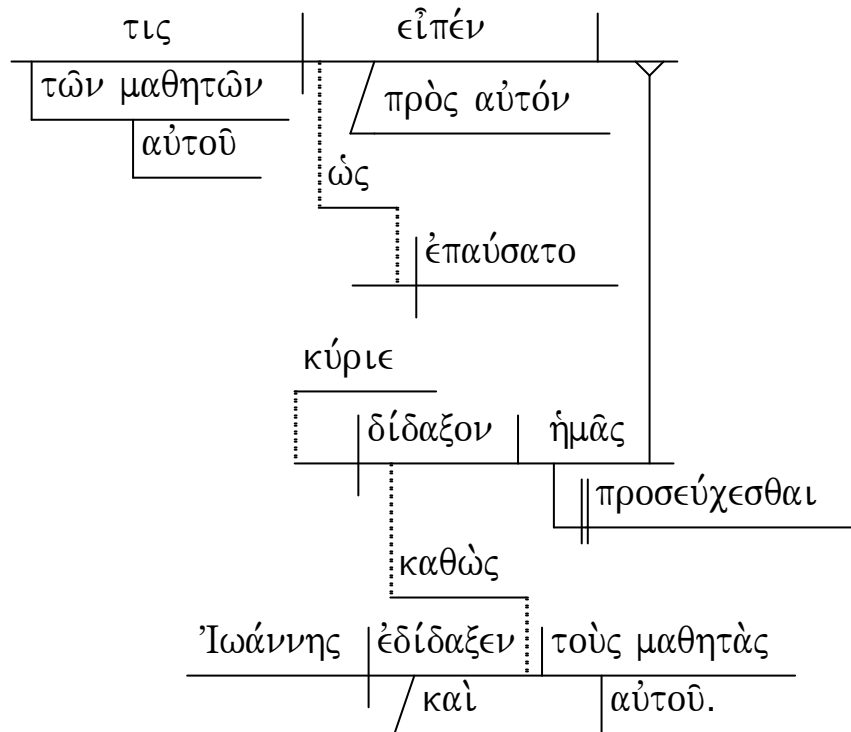 τις εἶπέν
τῶν μαθητῶν πρὸς αὐτόν
αὐτοῦ
ὡς
ἐπαύσατο
κύριε
δίδαξον ἡμᾶς
προσεύχεσθαι
καθὼς
Ἰωάννης ἐδίδαξεν τοὺς μαθητὰς
καὶ αὐτοῦ.